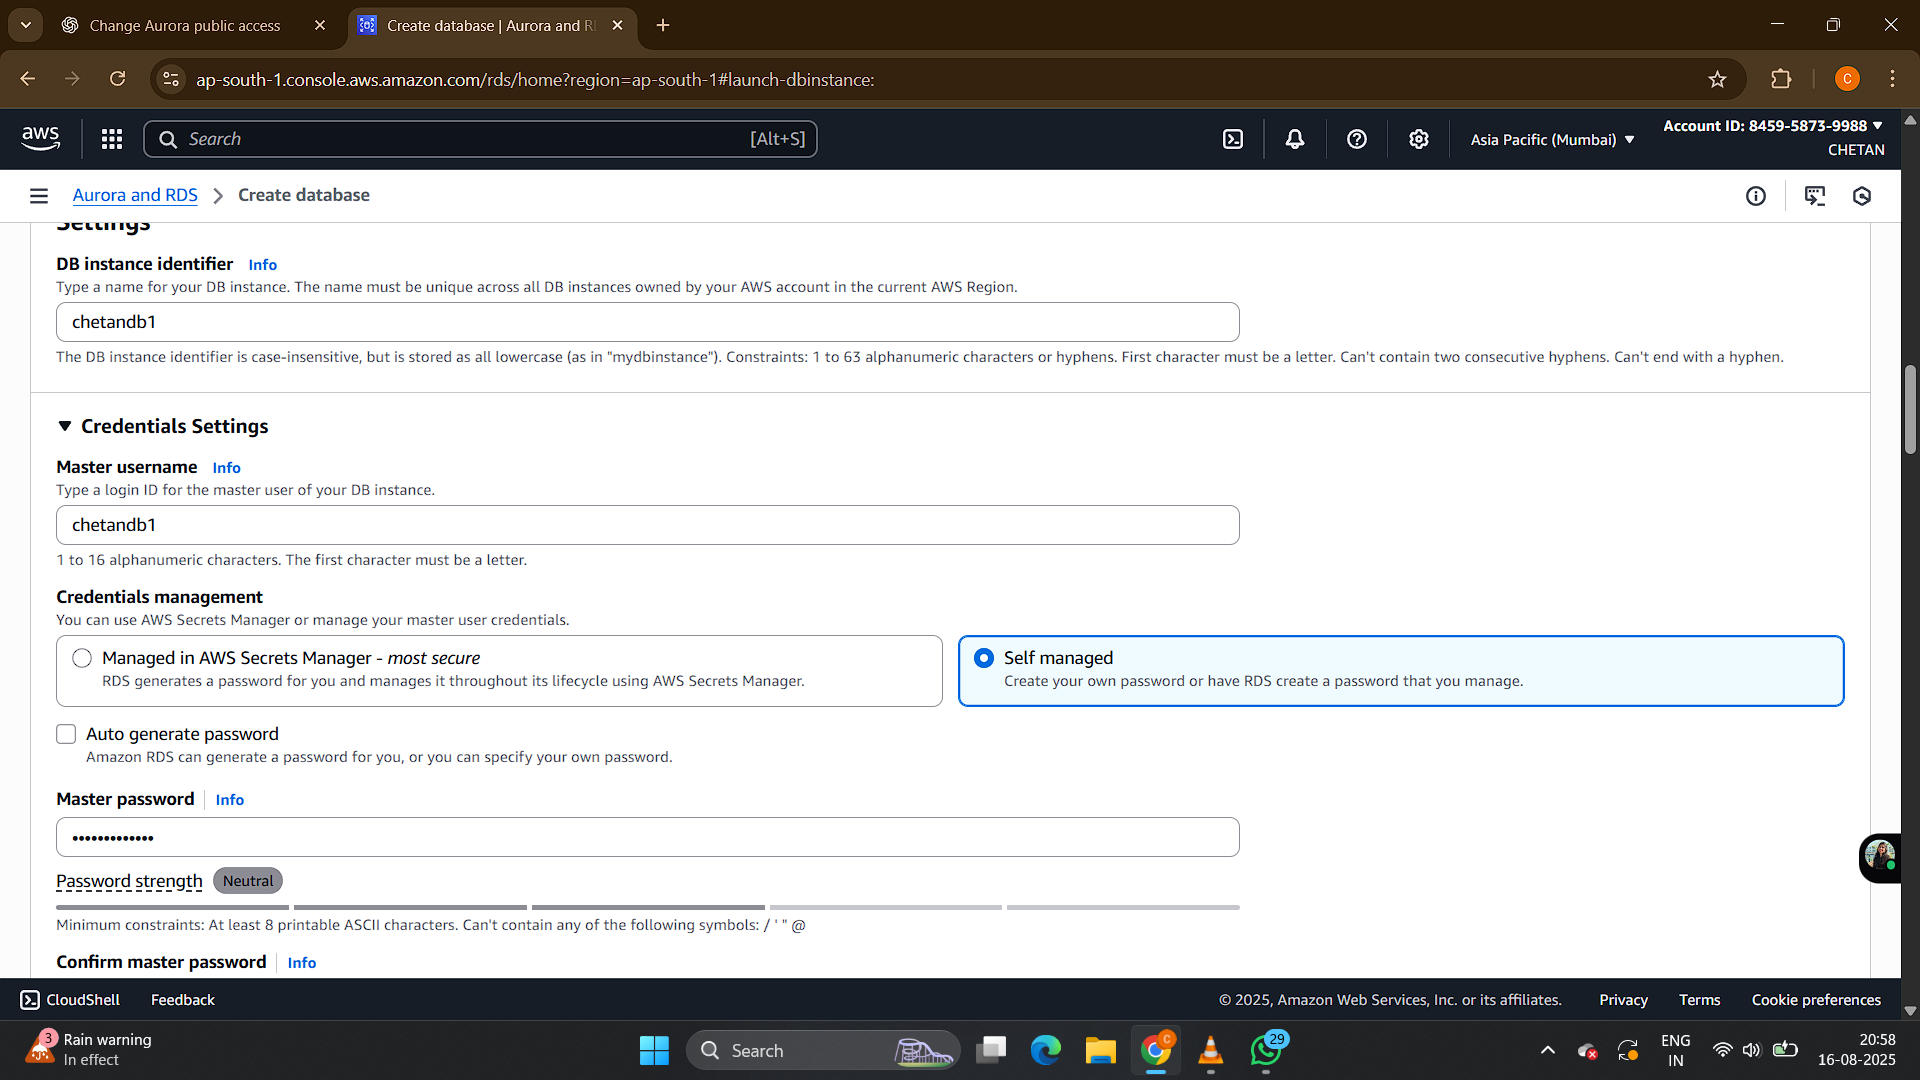 Change Aurora public access
Create database | Aurora and R
ap-south-1.console.aws.amazon.com/rds/home?region=ap-south-1#launch-dbinstance:
C
aws
Search
[Alt+S]
Asia Pacific (Mumbai)
Account ID: 8459-5873-9988
CHETAN
Aurora and RDS
Create database
Settings
DB instance identifier Info
Type a name for your DB instance. The name must be unique across all DB instances owned by your AWS account in the current AWS Region.
chetandb1
The DB instance identifier is case-insensitive, but is stored as all lowercase (as in "mydbinstance"). Constraints: 1 to 63 alphanumeric characters or hyphens. First character must be a letter. Can't contain two consecutive hyphens. Can't end with a hyphen.
Credentials Settings
Master username Info
Type a login ID for the master user of your DB instance.
chetandb1
1 to 16 alphanumeric characters. The first character must be a letter.
Credentials management
You can use AWS Secrets Manager or manage your master user credentials.
Managed in AWS Secrets Manager - most secure
RDS generates a password for you and manages it throughout its lifecycle using AWS Secrets Manager.
Self managed
Create your own password or have RDS create a password that you manage.
Auto generate password
Amazon RDS can generate a password for you, or you can specify your own password.
Master password Info
•••••••••••••
Password strength Neutral
Minimum constraints: At least 8 printable ASCII characters. Can't contain any of the following symbols: / ' " @
Confirm master password Info
CloudShell
Feedback
© 2025, Amazon Web Services, Inc. or its affiliates.
Privacy
Terms
Cookie preferences
3
Rain warning
In effect
Search
C
29
ENG
IN
20:58
16-08-2025